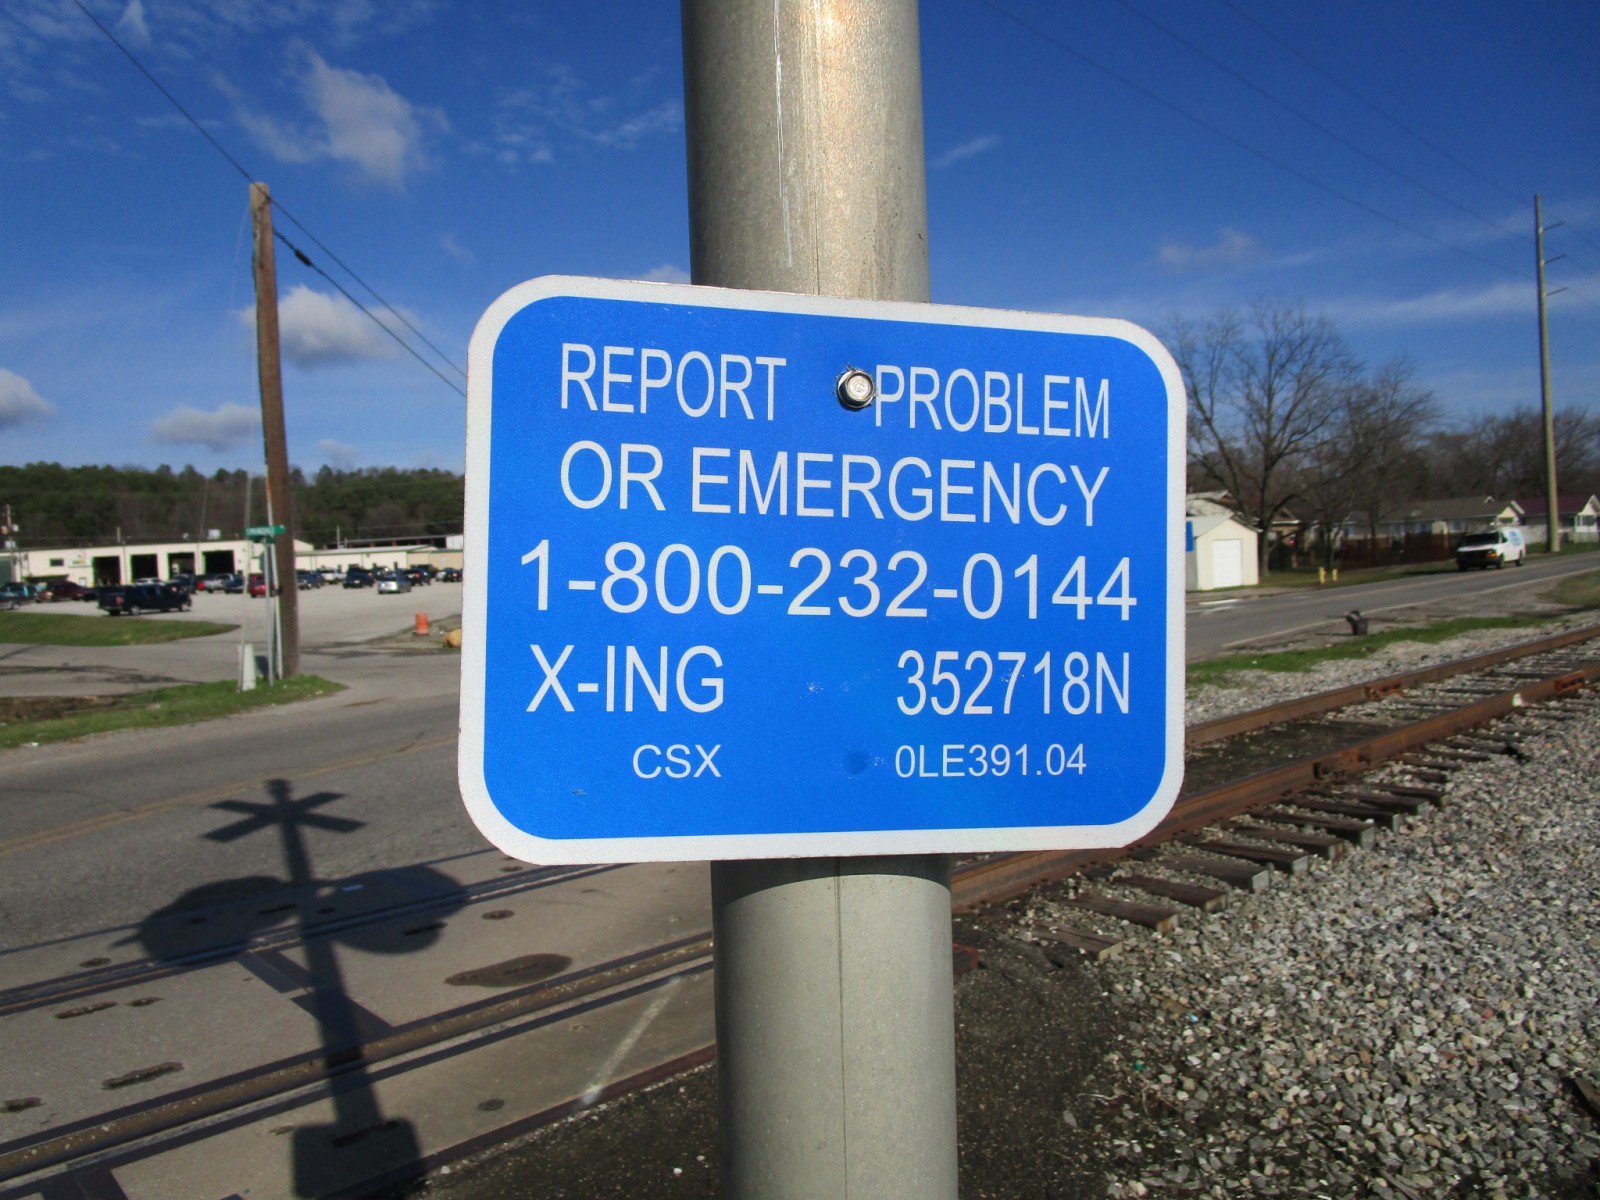 REPORT PROBLEM
OR EMERGENCY
1-800-232-0144
X-ING 352718N
CSX 0LE391.04